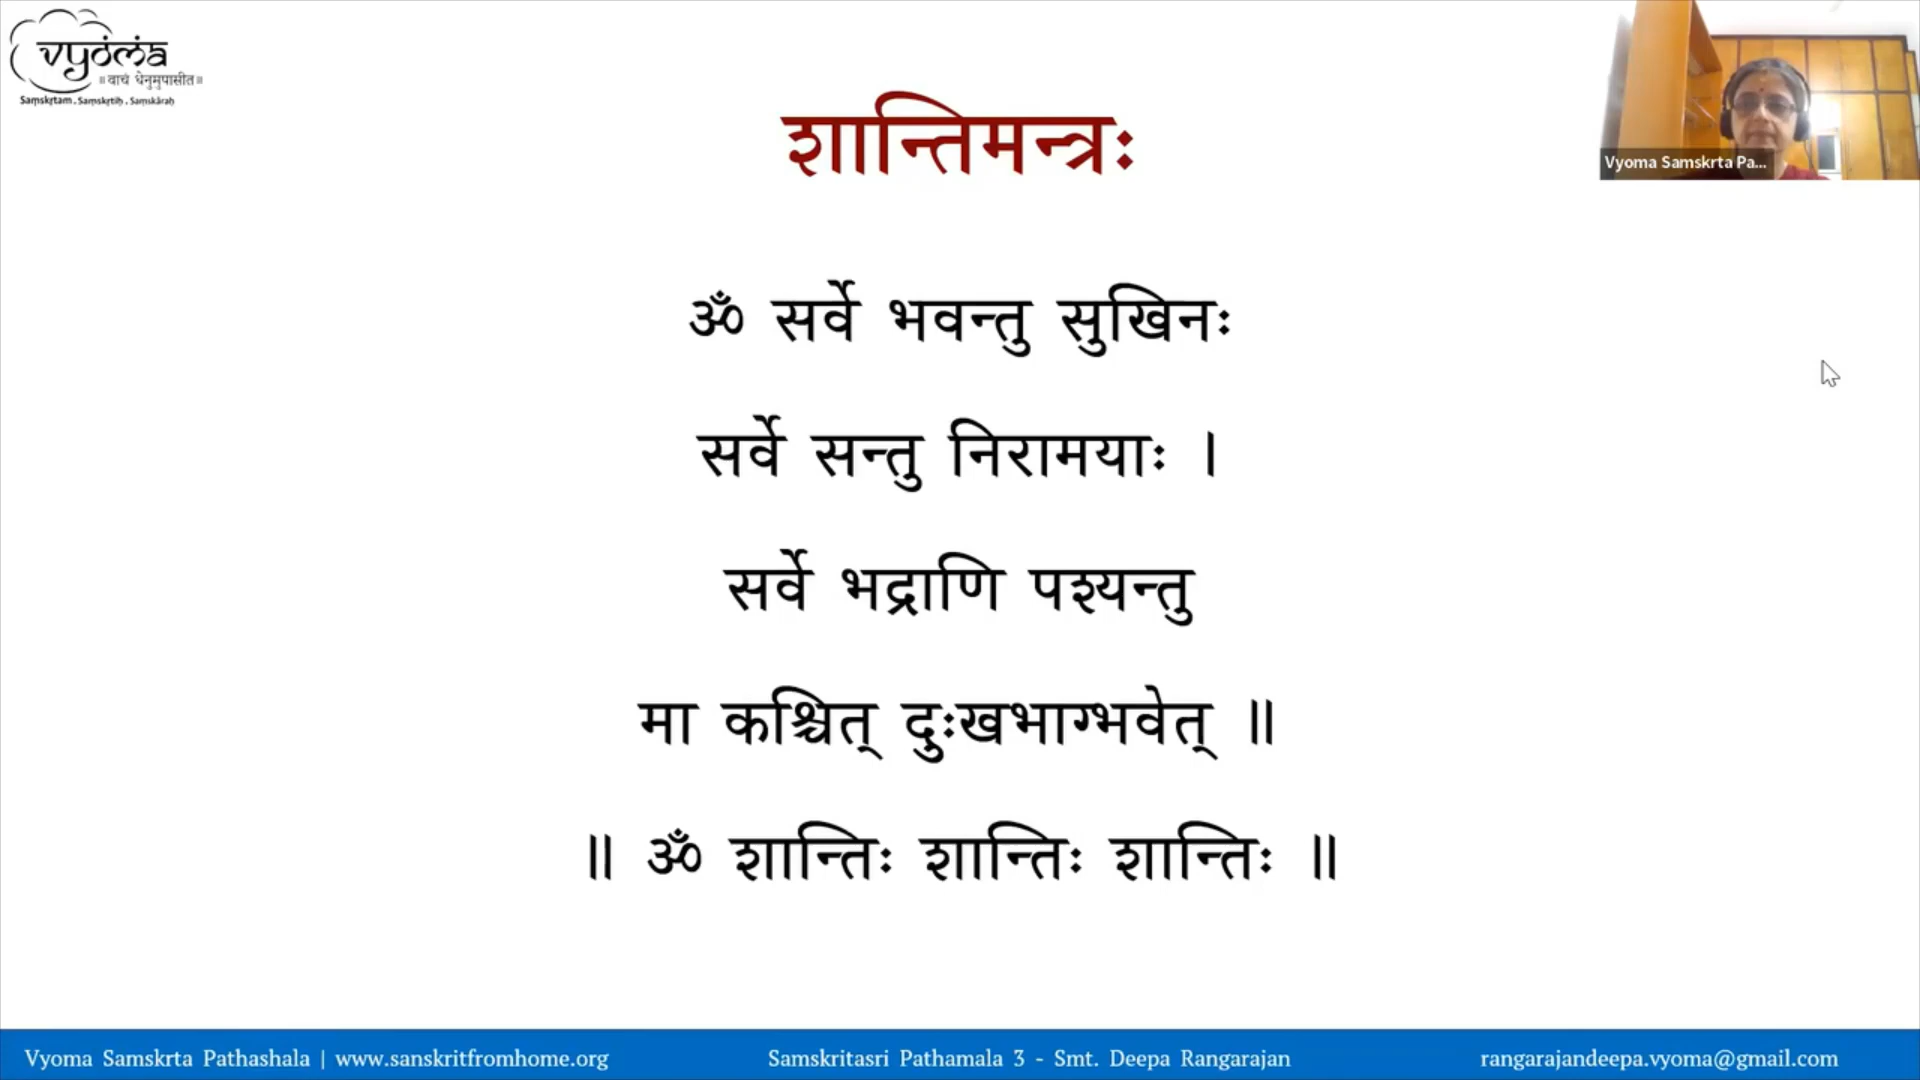 vyoma
॥ वाचं धेनुमुपासीत॥
Saṃskṛtam . Saṃskṛtiḥ . Saṃskāraḥ
शान्तिमन्त्रः
Vyoma Samskrta Pa...
ॐ सर्वे भवन्तु सुखिनः
सर्वे सन्तु निरामयाः ।
सर्वे भद्राणि पश्यन्तु
मा कश्चित् दुःखभाग्भवेत् ॥
॥ ॐ शान्तिः शान्तिः शान्तिः ॥
Vyoma Samskrta Pathashala | www.sanskritfromhome.org
Samskritasri Pathamala 3 - Smt. Deepa Rangarajan
rangarajandeepa.vyoma@gmail.com